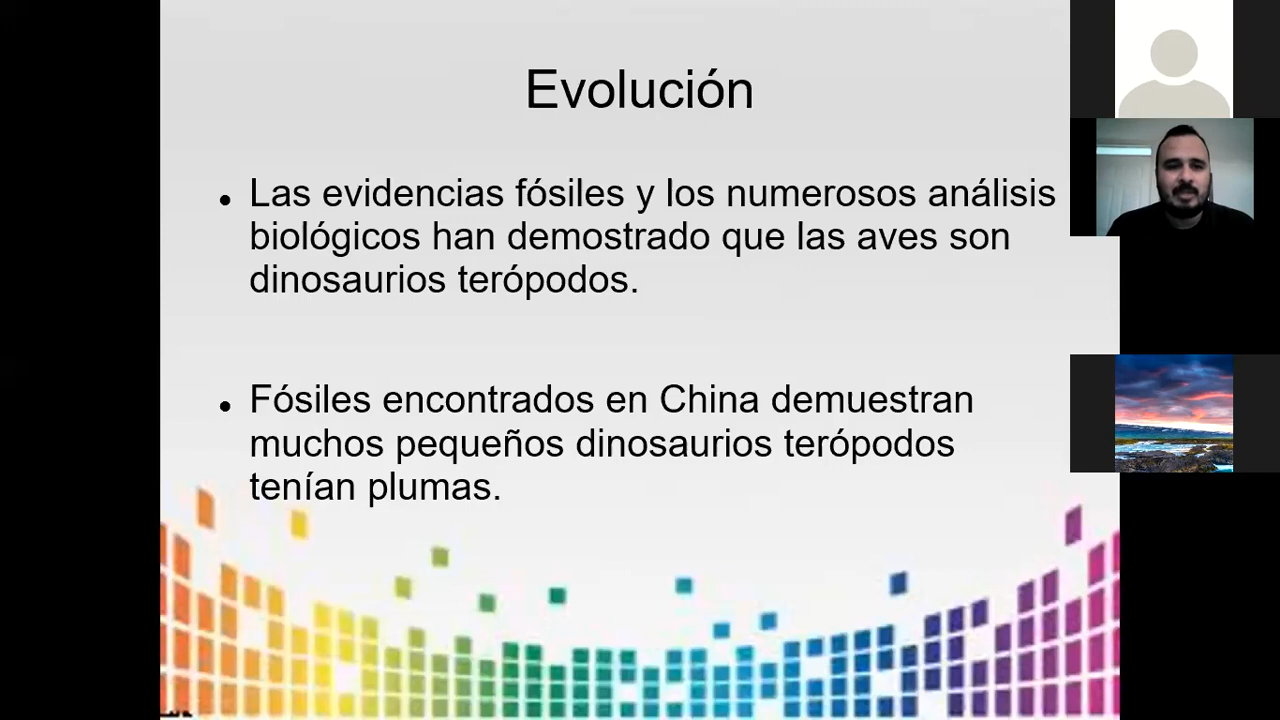 Evolución
Las evidencias fósiles y los numerosos análisis
biológicos han demostrado que las aves son
dinosaurios terópodos.
Fósiles encontrados en China demuestran
muchos pequeños dinosaurios terópodos
tenían plumas.